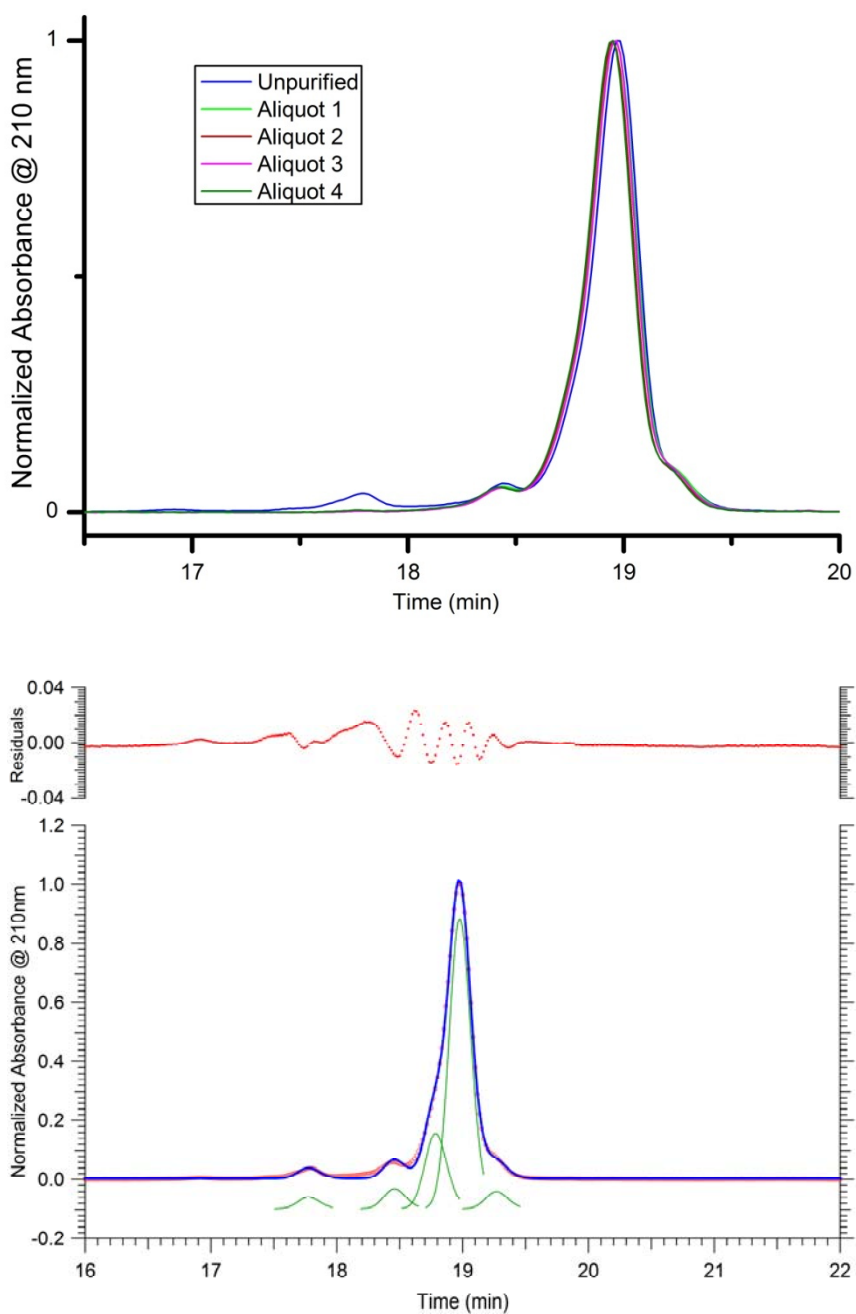 Normalized Absorbance @ 210 nm
1
0
Unpurified
Aliquot 1
Aliquot 2
Aliquot 3
Aliquot 4
17 18 19 20
Time (min)
Residuals
0.04
0.00
-0.04
Normalized Absorbance @ 210nm
1.2
1.0
0.8
0.6
0.4
0.2
0.0
-0.2
16 17 18 19 20 21 22
Time (min)